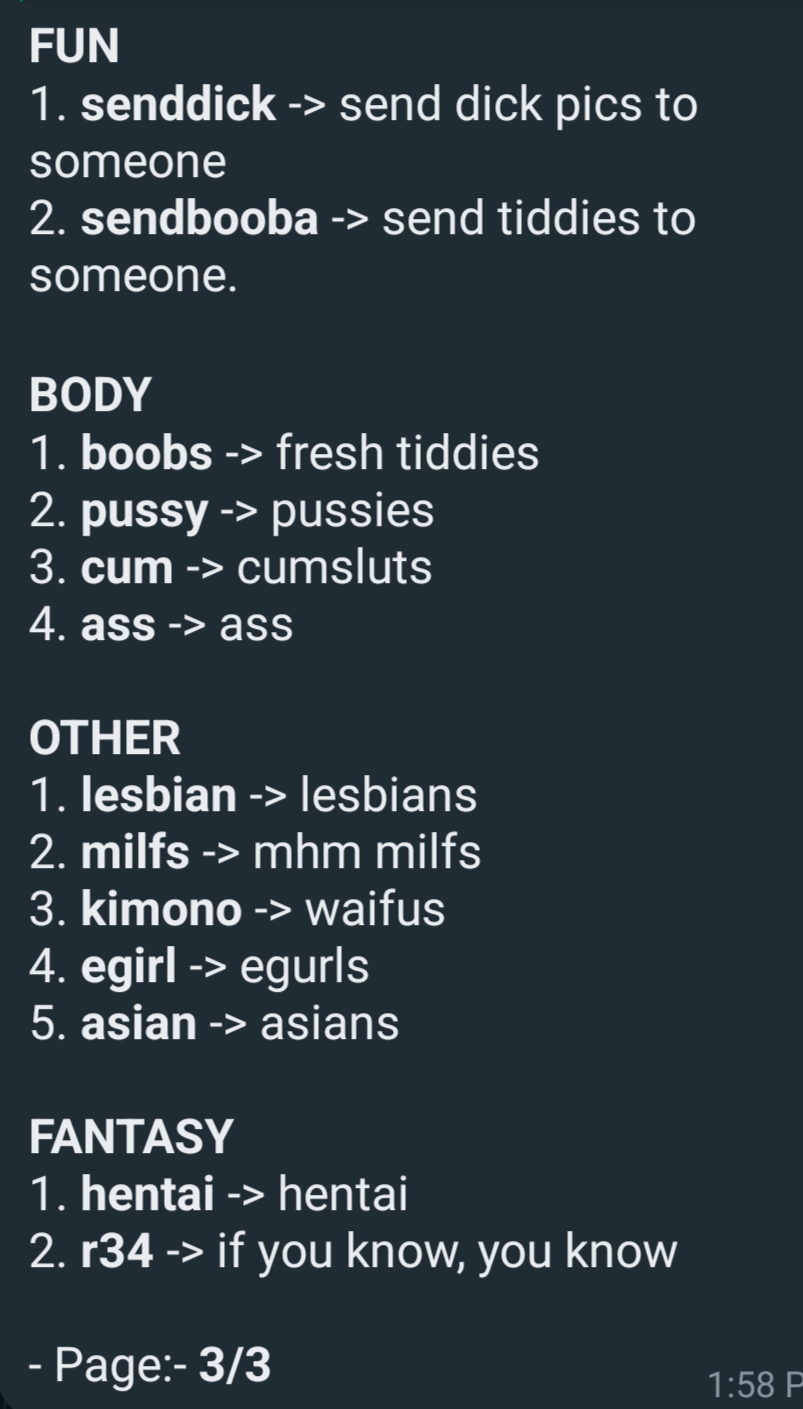 FUN
1. senddick -> send dick pics to
someone
2. sendbooba -> send tiddies to
someone.
BODY
1. boobs -> fresh tiddies
2. pussy -> pussies
3. cum -> cumsluts
4. ass -> ass
OTHER
1. lesbian -> lesbians
2. milfs -> mhm milfs
3. kimono -> waifus
4. egirl -> egurls
5. asian -> asians
FANTASY
1. hentai -> hentai
2. r34 -> if you know, you know
- Page:- 3/3
1:58 P